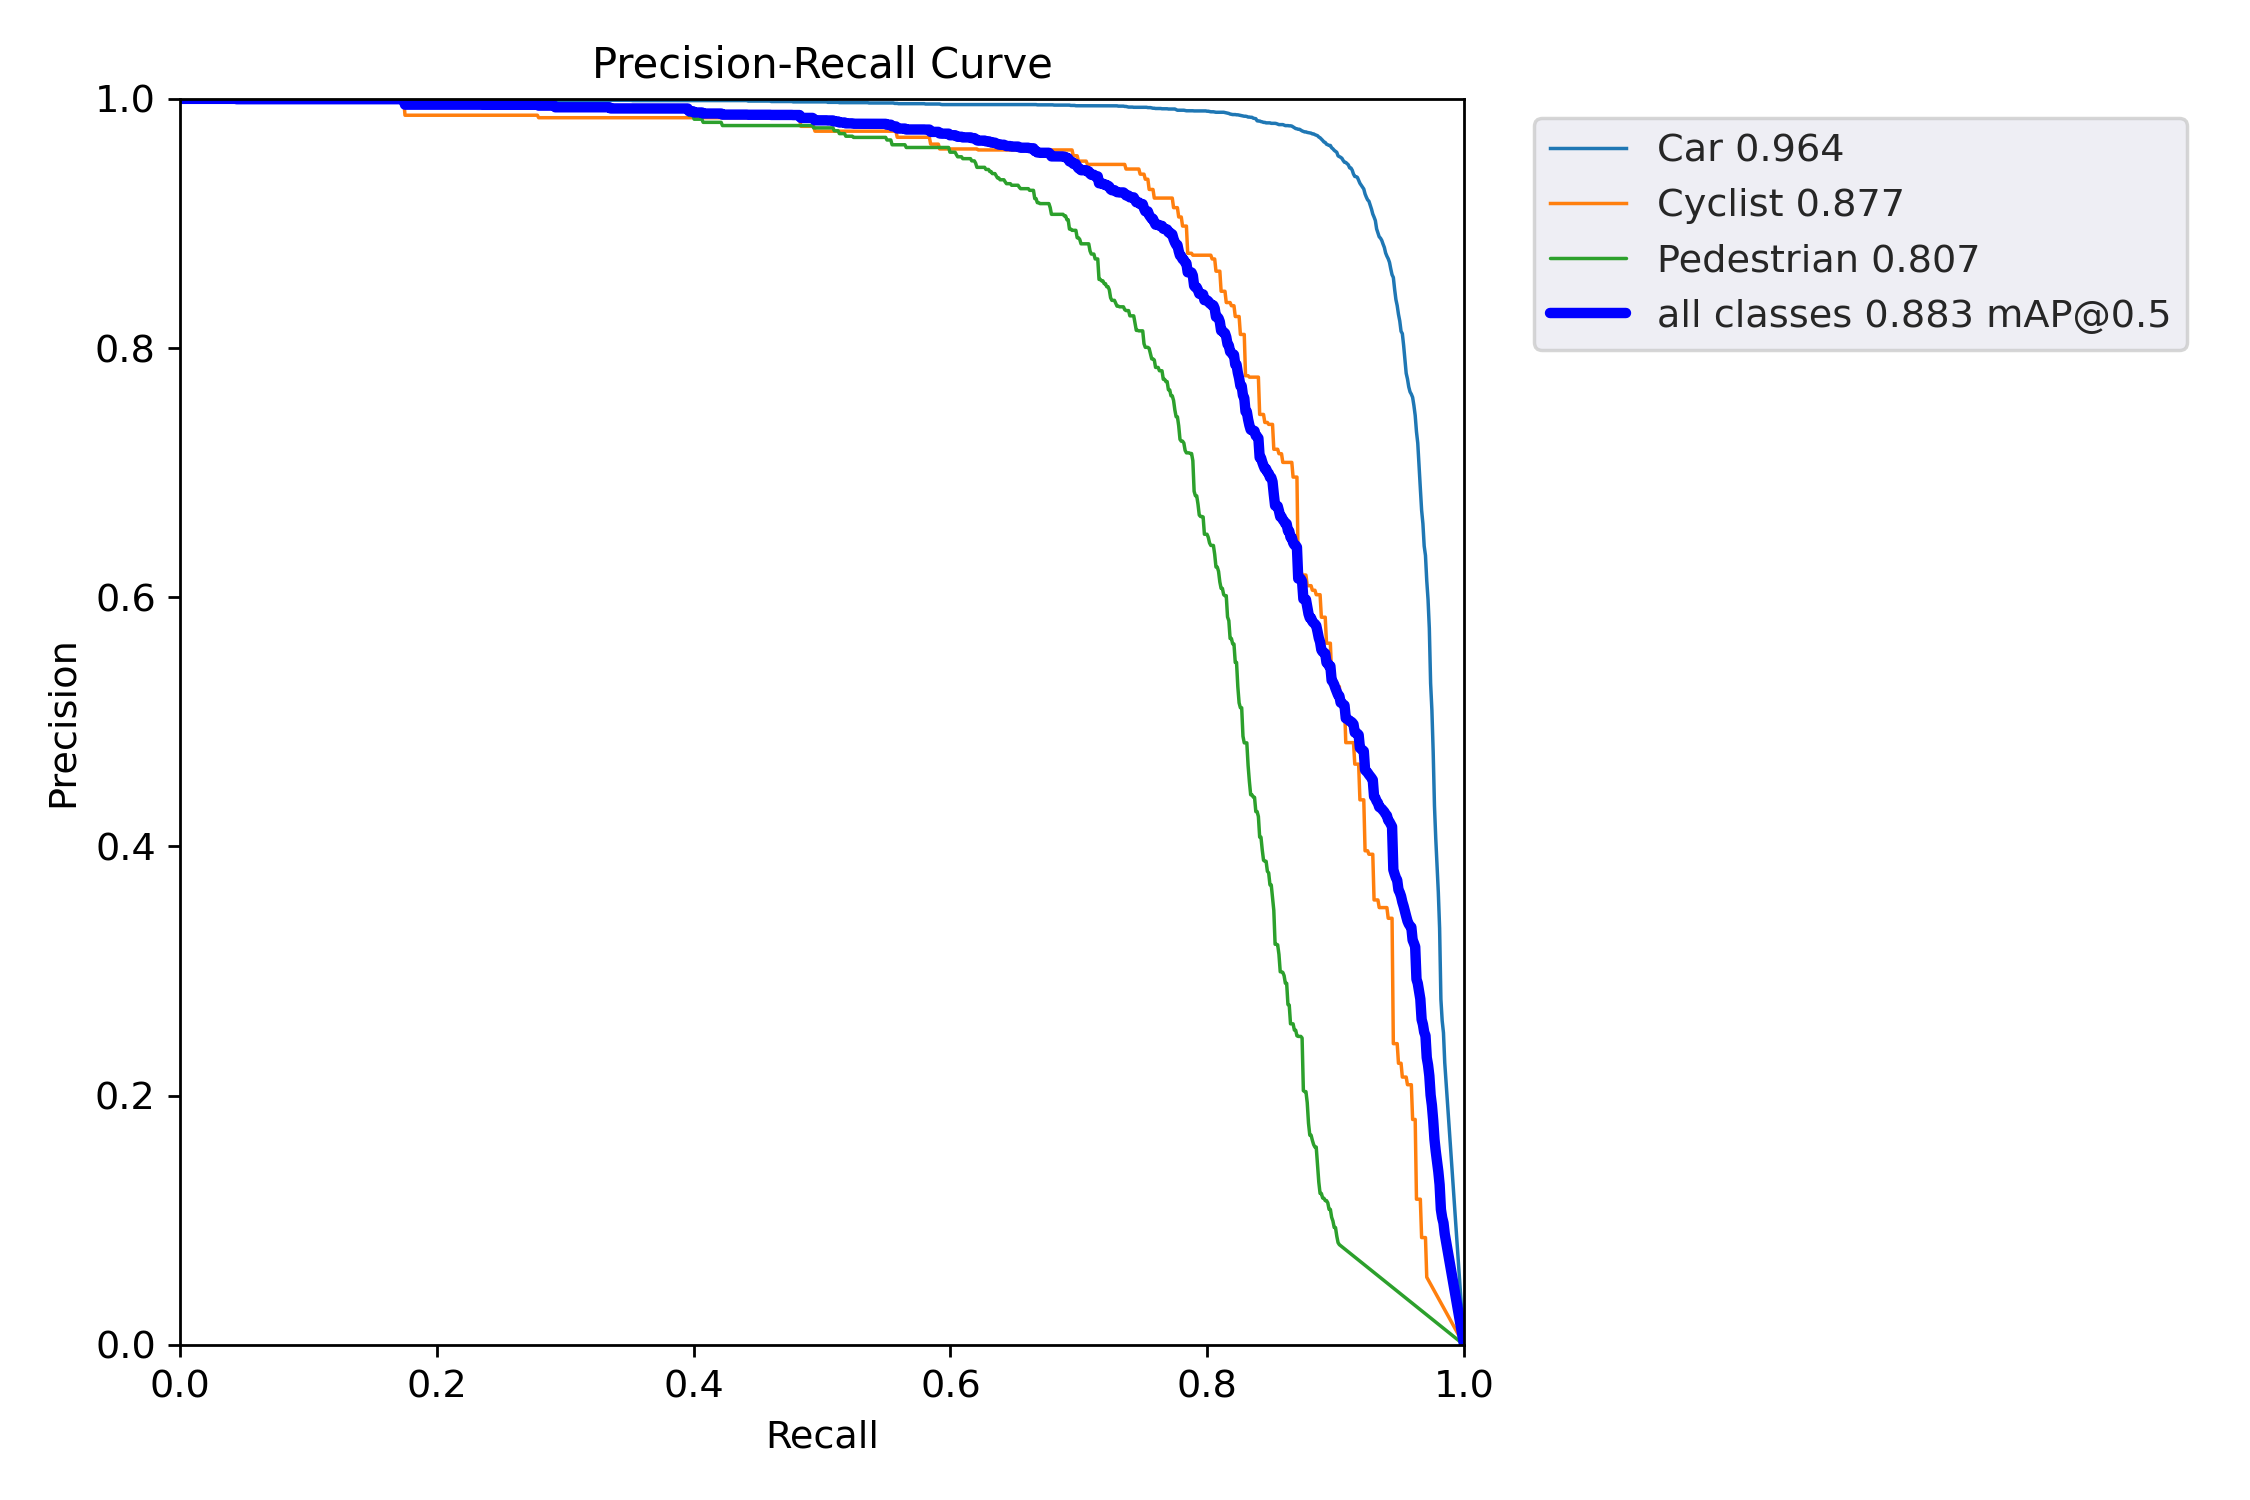 Precision-Recall Curve
1.0
0.8
0.6
0.4
0.2
0.0
Precision
0.0 0.2 0.4 0.6 0.8 1.0
Recall
Car 0.964
Cyclist 0.877
Pedestrian 0.807
all classes 0.883 mAP@0.5